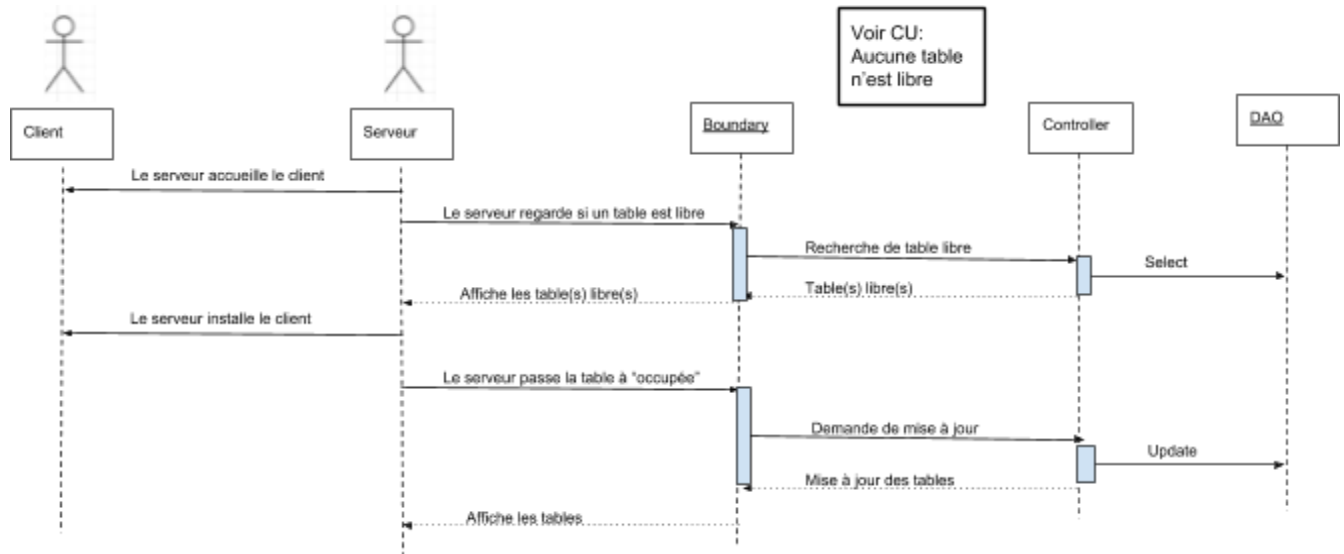 Voir CU:
Aucune table
n'est libre
Client
Serveur
Boundary
Controller
DAO
Le serveur accueille le client
Le serveur regarde si un table est libre
Recherche de table libre
Select
Table(s) libre(s)
Affiche les table(s) libre(s)
Le serveur installe le client
Le serveur passe la table à "occupée"
Demande de mise à jour
Update
Mise à jour des tables
Affiche les tables